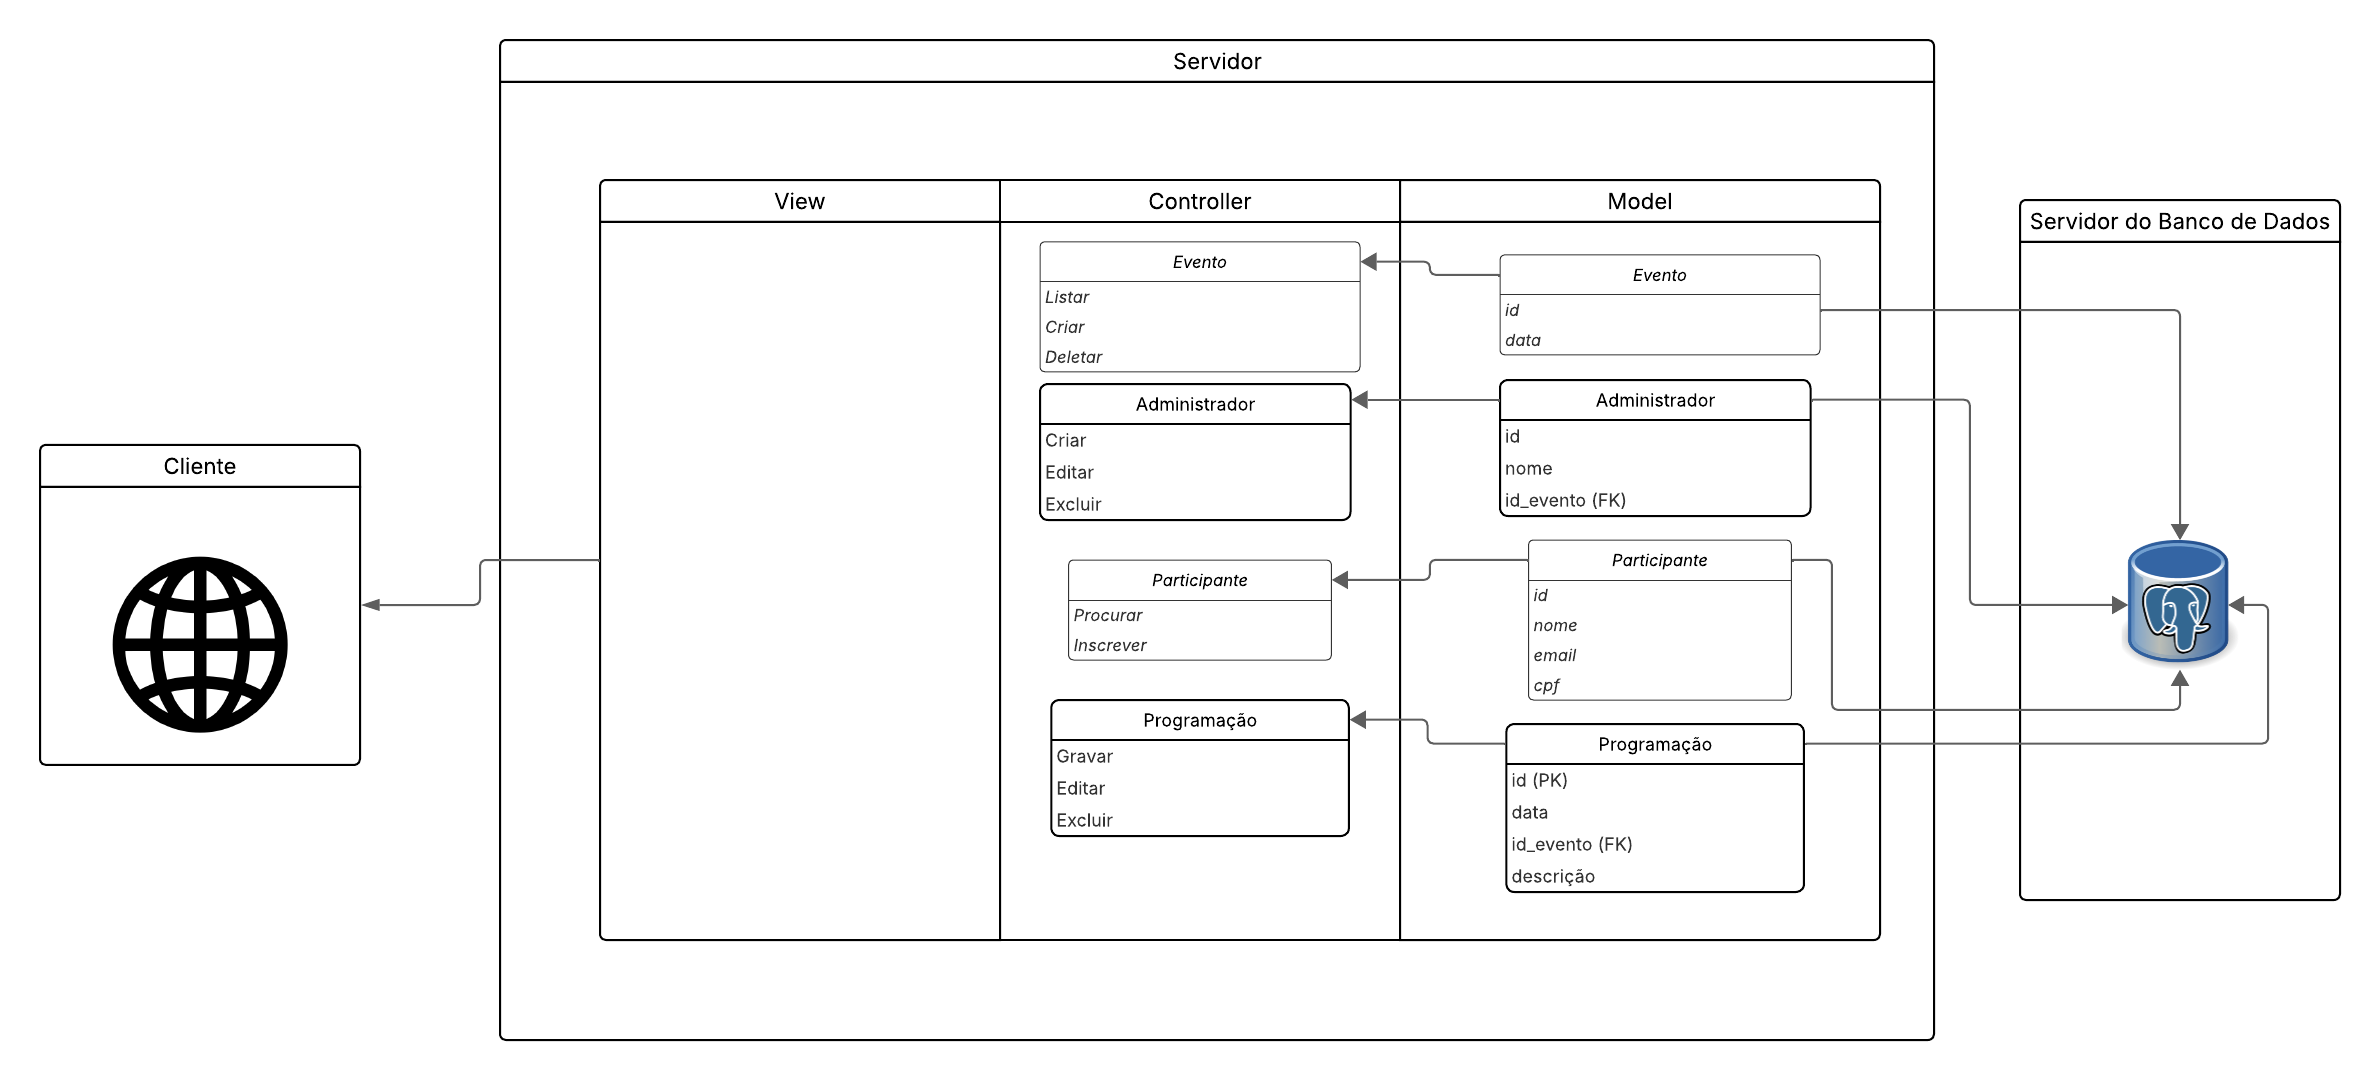 Servidor
View
Controller
Model
Servidor do Banco de Dados
Evento
Listar
Criar
Deletar
Evento
id
data
Administrador
Criar
Editar
Excluir
Administrador
id
nome
id_evento (FK)
Cliente
Participante
Procurar
Inscrever
Participante
id
nome
email
cpf
Programação
Gravar
Editar
Excluir
Programação
id (PK)
data
id_evento (FK)
descrição